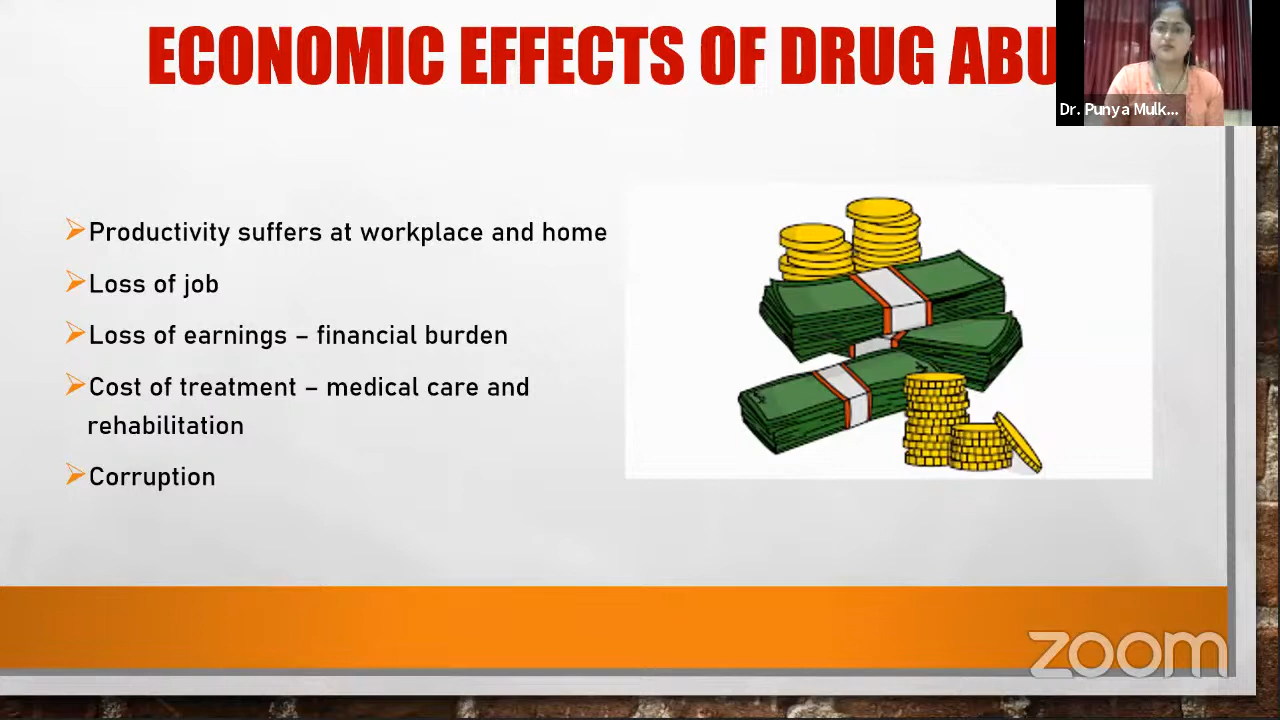 ECONOMIC EFFECTS OF DRUG ABU
Dr. Punya Mulk...
Productivity suffers at workplace and home
Loss of job
Loss of earnings – financial burden
Cost of treatment – medical care and
rehabilitation
Corruption
zoom